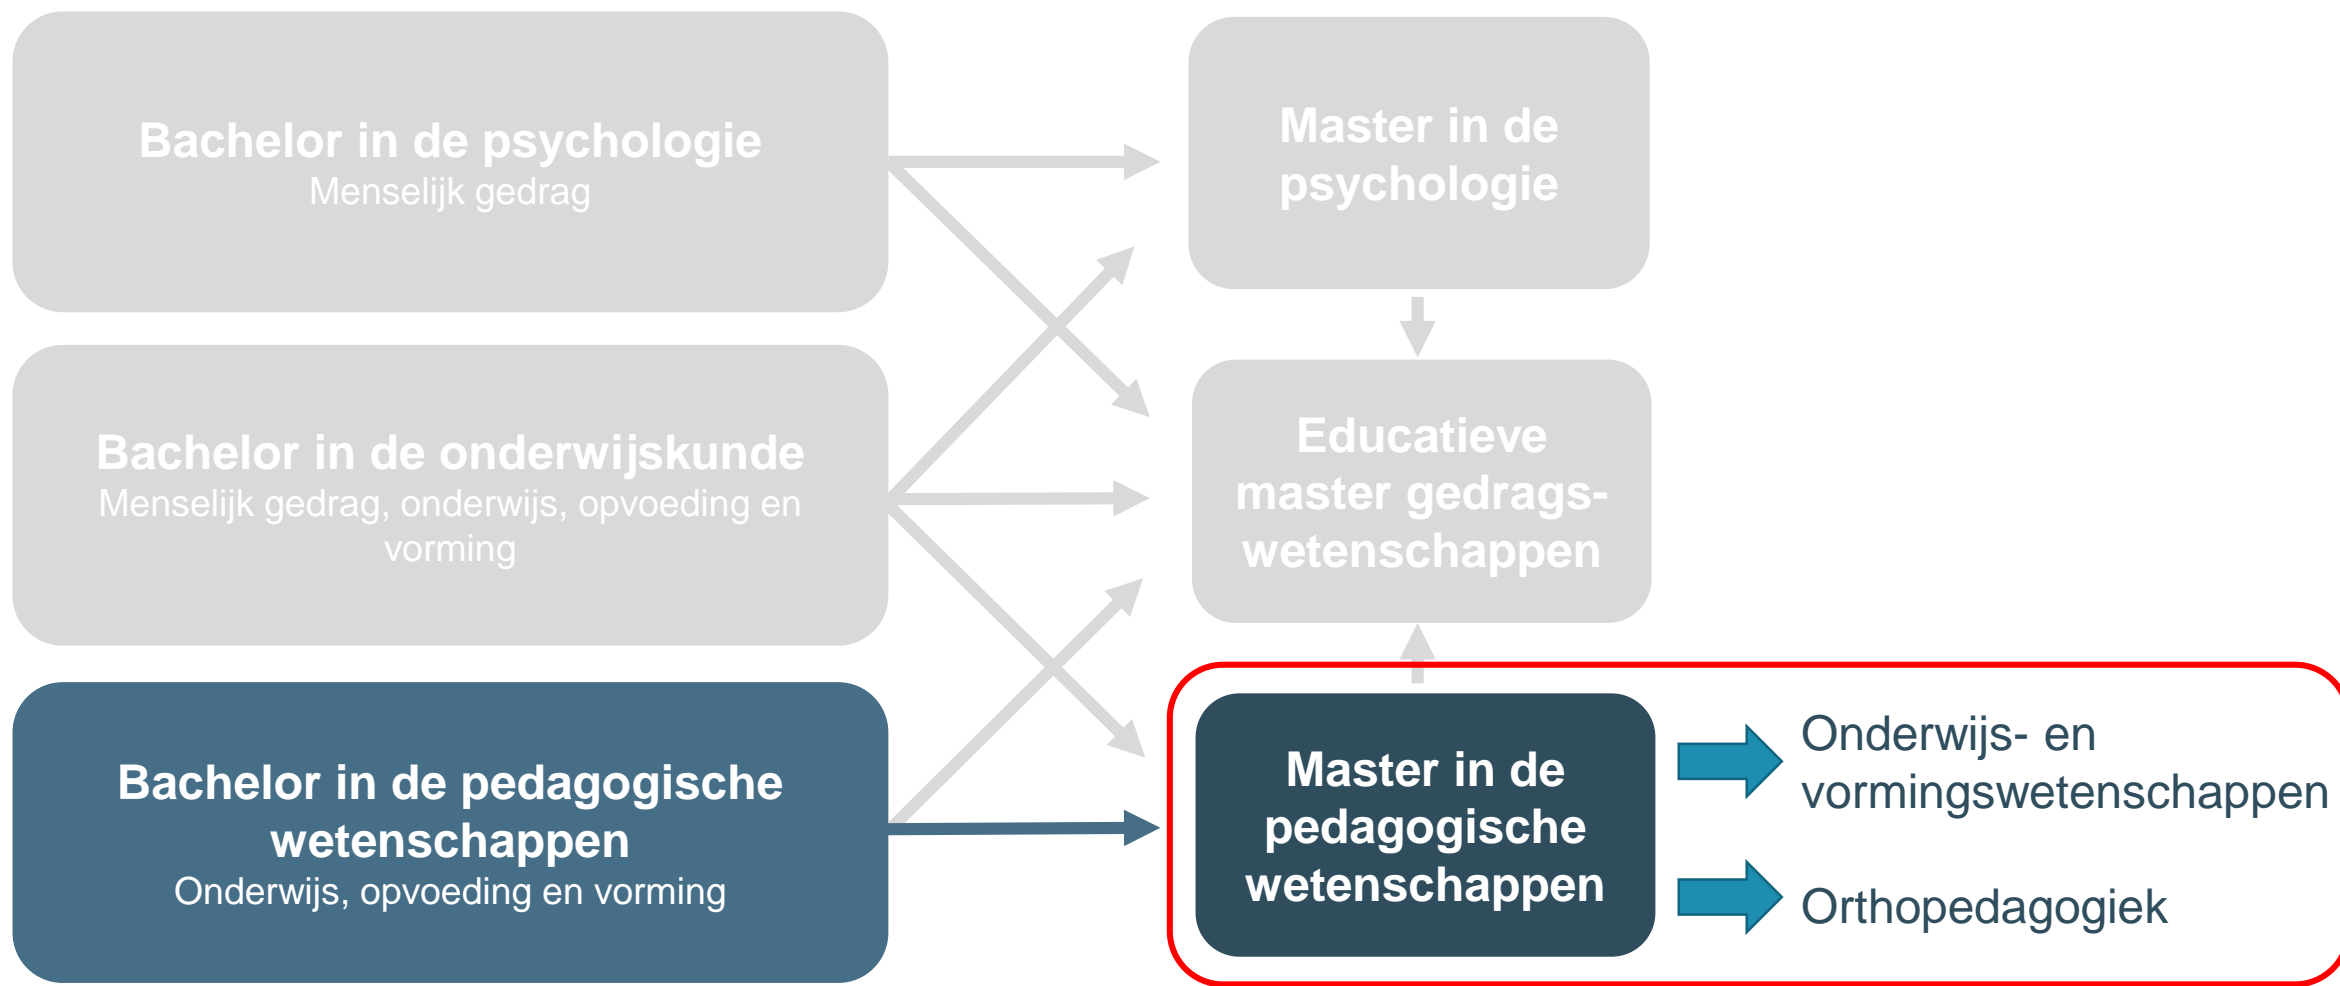 Bachelor in de psychologie
Menselijk gedrag
Master in de
psychologie
Bachelor in de onderwijskunde
Menselijk gedrag, onderwijs, opvoeding en
vorming
Educatieve
master gedrags-
wetenschappen
Bachelor in de pedagogische
wetenschappen
Onderwijs, opvoeding en vorming
Master in de
pedagogische
wetenschappen
Onderwijs- en
vormingswetenschappen
Orthopedagogiek